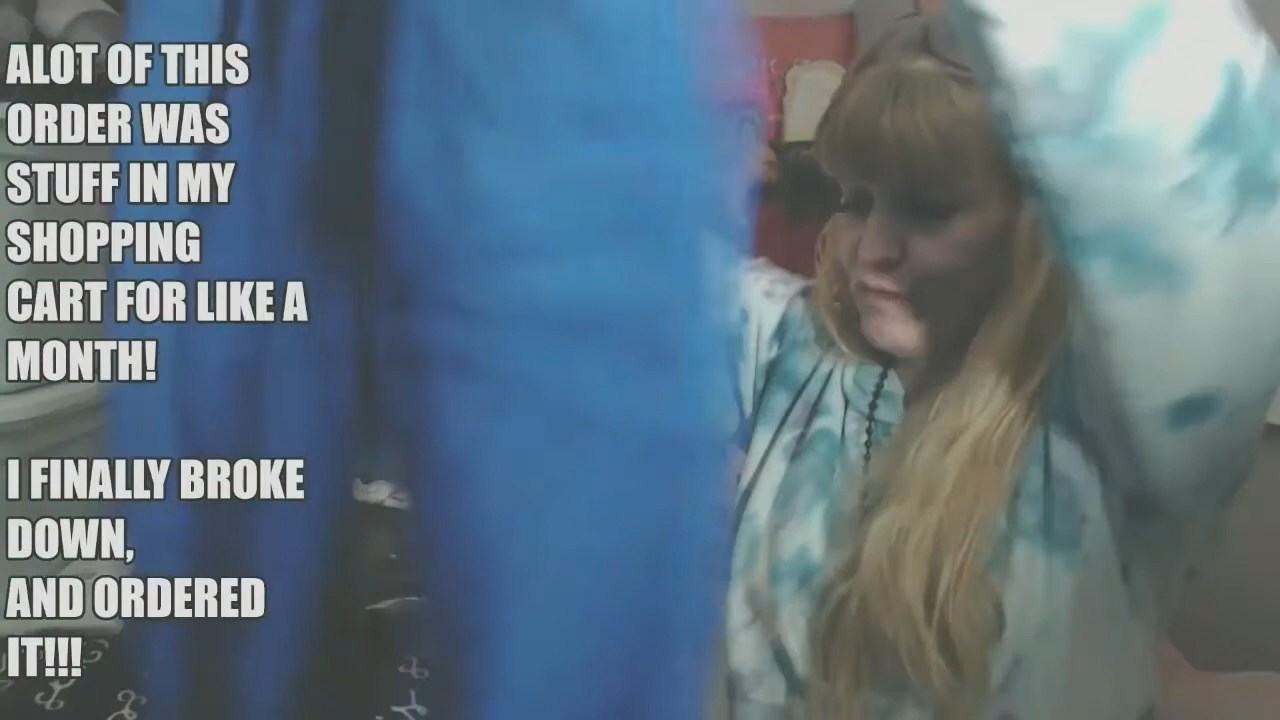 ALOT OF THIS
ORDER WAS
STUFF IN MY
SHOPPING
CART FOR LIKE A
MONTH!
I FINALLY BROKE
DOWN,
AND ORDERED
IT!!!